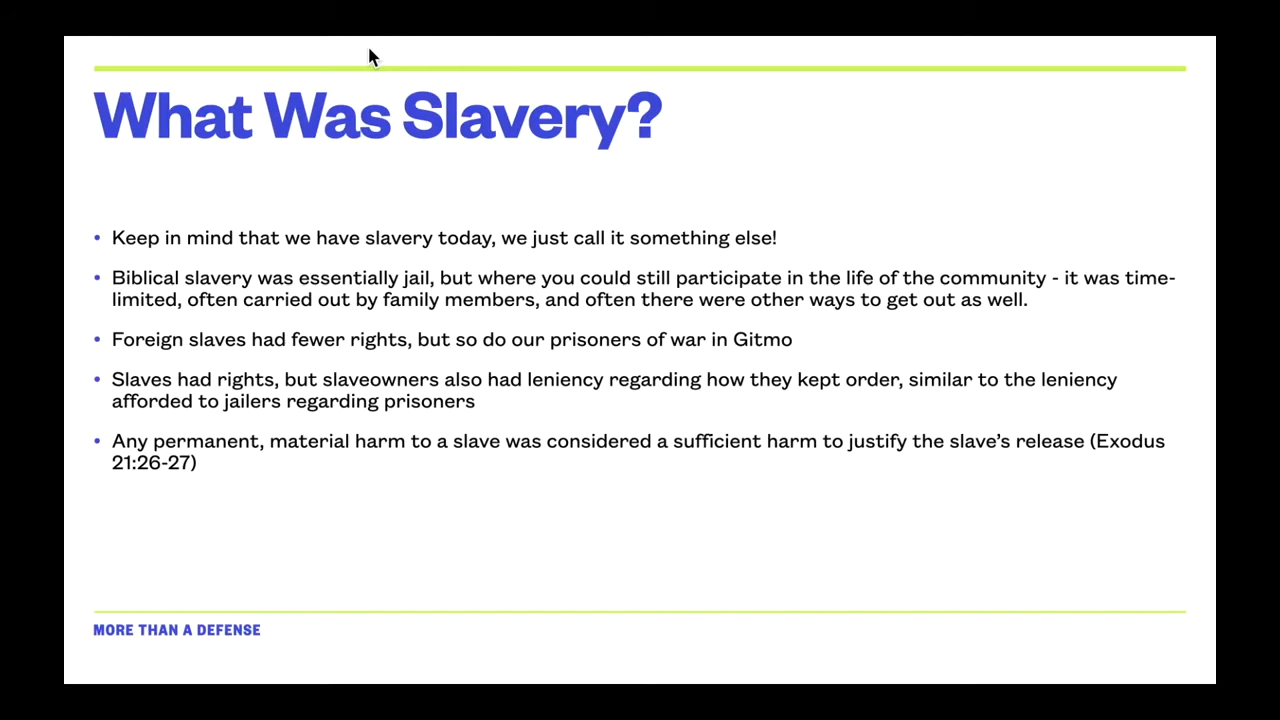 What Was Slavery?
• Keep in mind that we have slavery today, we just call it something else!
• Biblical slavery was essentially jail, but where you could still participate in the life of the community - it was time-
limited, often carried out by family members, and often there were other ways to get out as well.
• Foreign slaves had fewer rights, but so do our prisoners of war in Gitmo
• Slaves had rights, but slaveowners also had leniency regarding how they kept order, similar to the leniency
afforded to jailers regarding prisoners
• Any permanent, material harm to a slave was considered a sufficient harm to justify the slave’s release (Exodus
21:26-27)
MORE THAN A DEFENSE